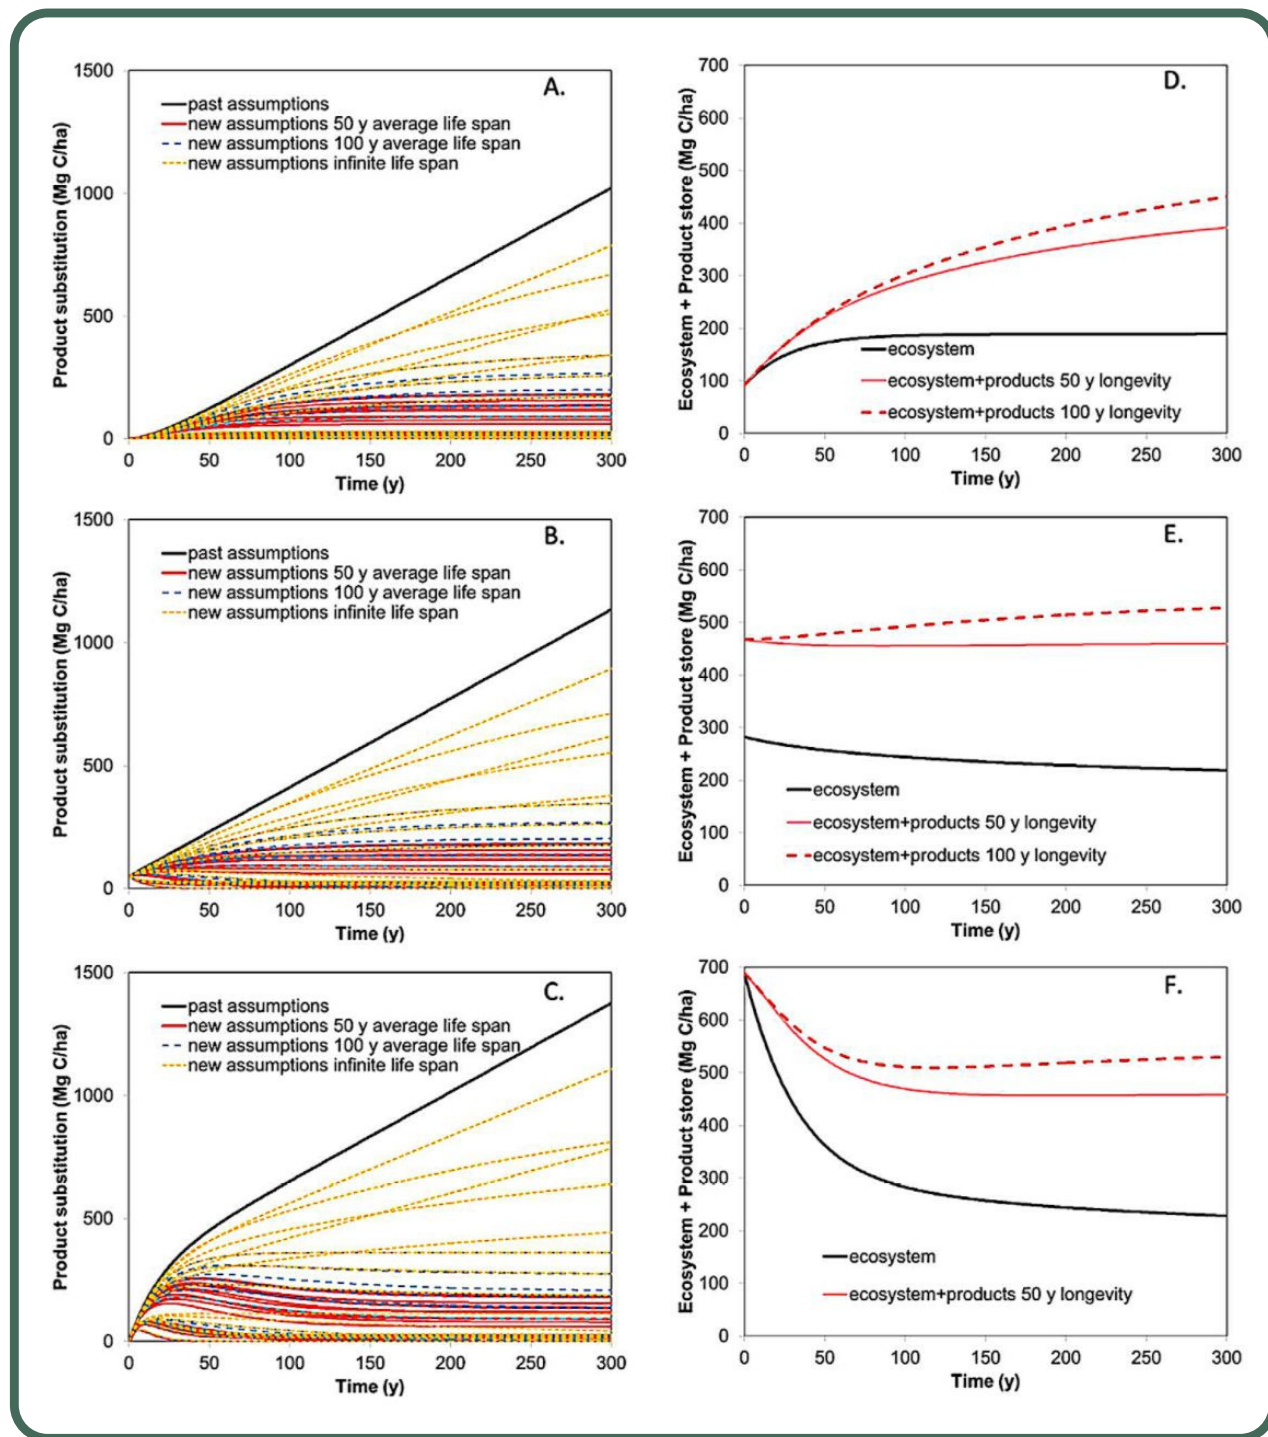 A.
1500
1000
500
0
Product substitution (Mg C/ha)
past assumptions
new assumptions 50 y average life span
new assumptions 100 y average life span
new assumptions infinite life span
0 50 100 150 200 250 300
Time (y)
D.
700
600
500
400
300
200
100
0
Ecosystem + Product store (Mg C/ha)
ecosystem
ecosystem+products 50 y longevity
ecosystem+products 100 y longevity
0 50 100 150 200 250 300
Time (y)
B.
1500
1000
500
0
Product substitution (Mg C/ha)
past assumptions
new assumptions 50 y average life span
new assumptions 100 y average life span
new assumptions infinite life span
0 50 100 150 200 250 300
Time (y)
E.
700
600
500
400
300
200
100
0
Ecosystem + Product store (Mg C/ha)
ecosystem
ecosystem+products 50 y longevity
ecosystem+products 100 y longevity
0 50 100 150 200 250 300
Time (y)
C.
1500
1000
500
0
Product substitution (Mg C/ha)
past assumptions
new assumptions 50 y average life span
new assumptions 100 y average life span
new assumptions infinite life span
0 50 100 150 200 250 300
Time (y)
F.
700
600
500
400
300
200
100
0
Ecosystem + Product store (Mg C/ha)
ecosystem
ecosystem+products 50 y longevity
0 50 100 150 200 250 300
Time (y)